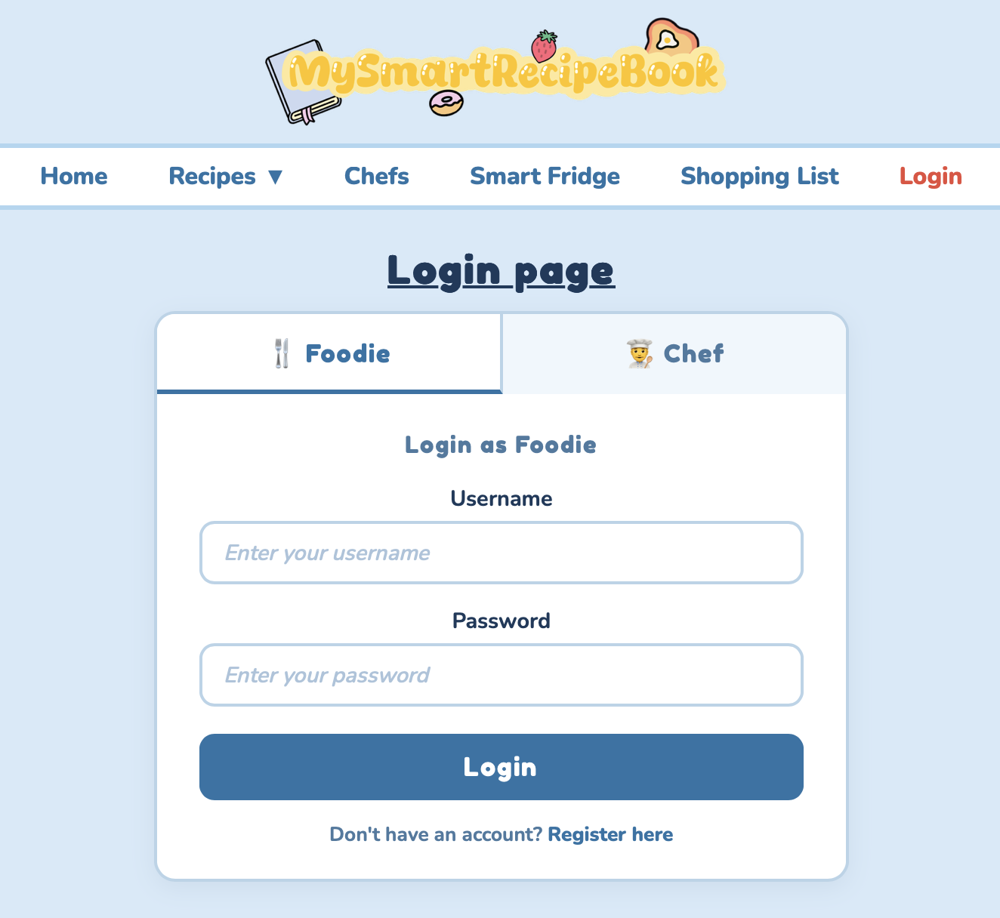 MySmartRecipeBook
Home Recipes ▼ Chefs Smart Fridge Shopping List Login
Login page
Foodie Chef
Login as Foodie
Username
Enter your username
Password
Enter your password
Login
Don't have an account? Register here